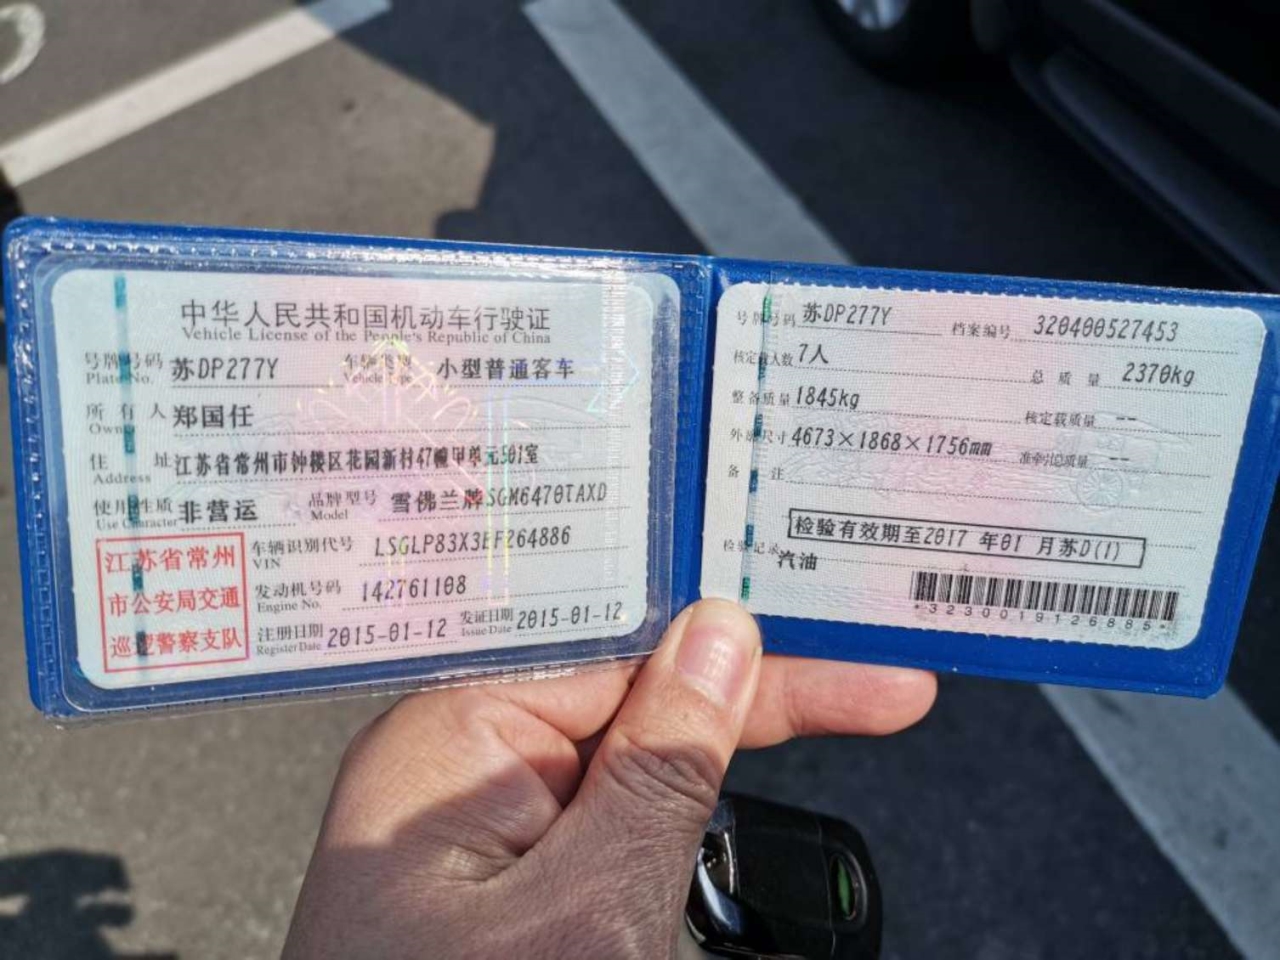 中华人民共和国机动车行驶证
Vehicle License of the People's Republic of China
号牌号码 苏DP277Y 车辆类型 小型普通客车
Plate No. Vehicle Type
所有人 郑国任
Owner
住址 江苏省常州市钟楼区花园新村47幢甲单元501室
Address
使用性质 非营运 品牌型号 雪佛兰牌SGM6470TAXD
Use Character Model
江苏省常州
市公安局交通
巡逻警察支队
车辆识别代号 LSGLP83X3EF264886
VIN
发动机号码 142761108
Engine No.
注册日期 2015-01-12 发证日期 2015-01-12
Register Date Issue Date
号牌号码 苏DP277Y 档案编号 320400527453
核定载人数 7人 总质量 2370kg
整备质量 1845kg 核定载质量 --
外廓尺寸 4673×1868×1756mm 准牵引总质量 --
备注
检验有效期至2017 年01 月苏D(1)
检验记录 汽油
*3230019126885*